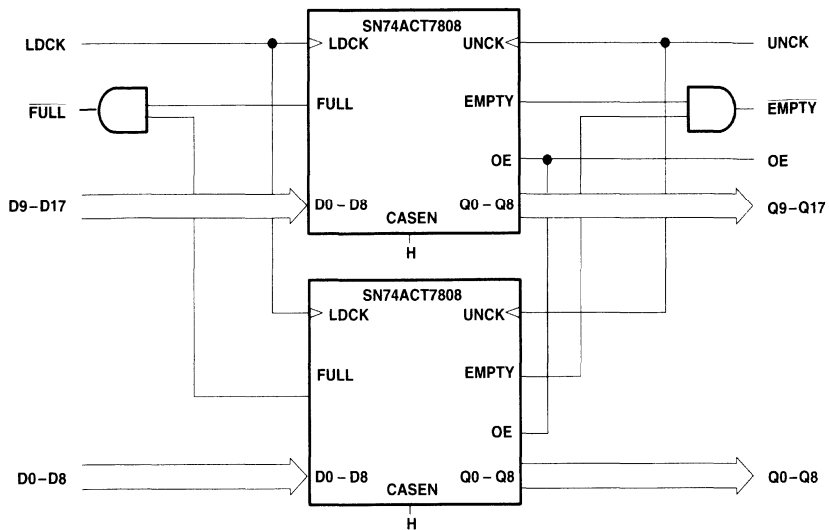 SN74ACT7808
LDCK
LDCK
UNCK
UNCK
FULL
FULL
EMPTY
EMPTY
OE
OE
D9–D17
D0 – D8
Q0 – Q8
Q9–Q17
CASEN
H
SN74ACT7808
LDCK
UNCK
FULL
EMPTY
OE
D0–D8
D0 – D8
Q0–Q8
Q0–Q8
CASEN
H